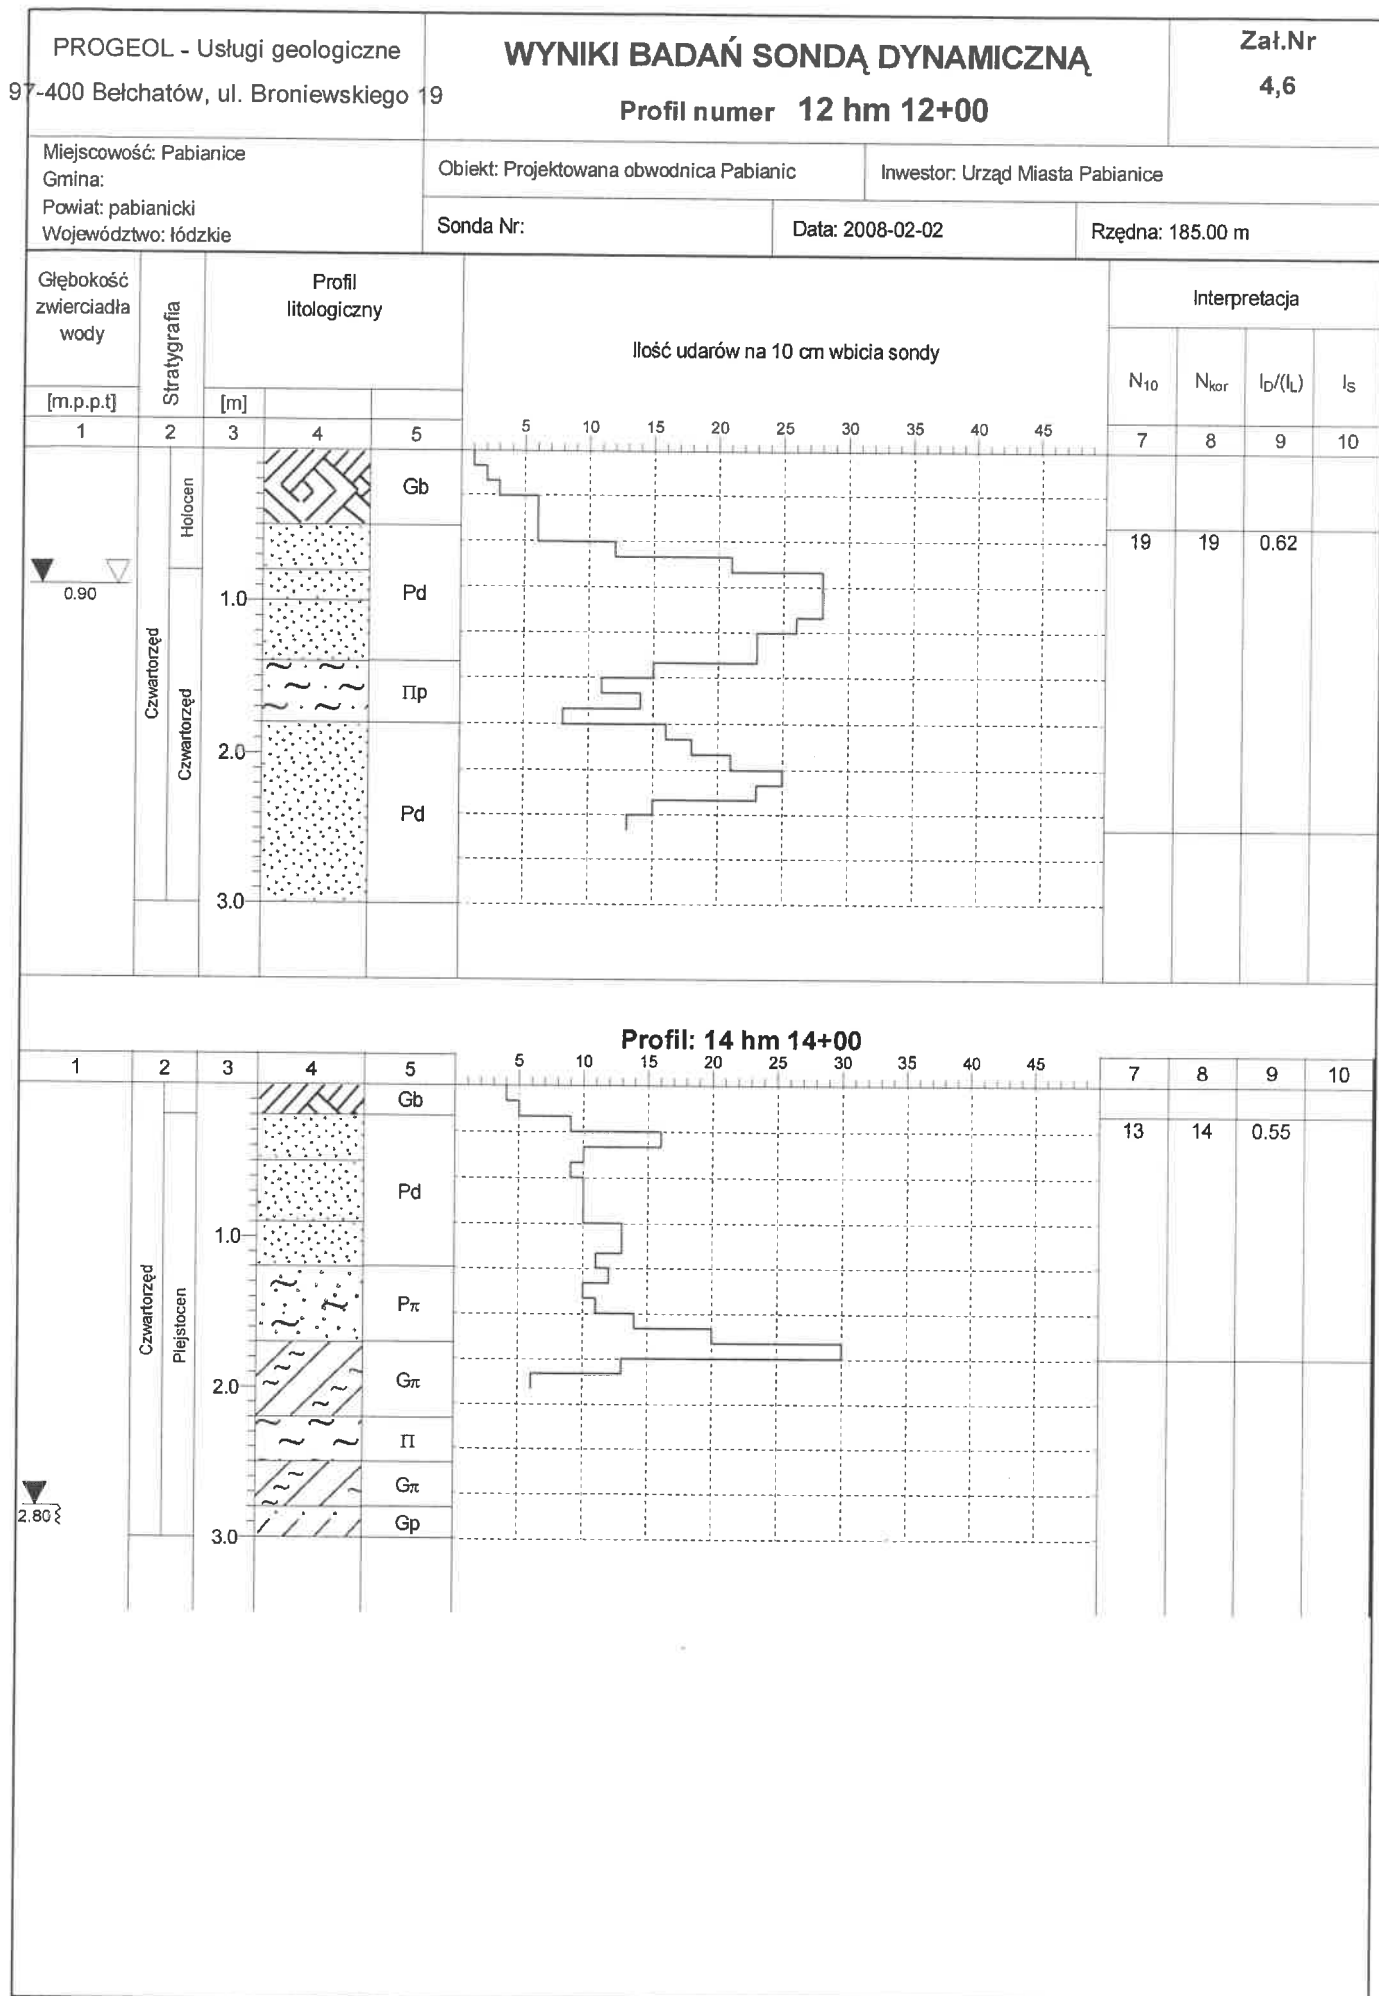 PROGEOL - Usługi geologiczne
97-400 Bełchatów, ul. Broniewskiego 19
WYNIKI BADAŃ SONDĄ DYNAMICZNĄ
Profil numer 12 hm 12+00
Zał.Nr
4,6
Miejscowość: Pabianice
Gmina:
Powiat: pabianicki
Województwo: łódzkie
Obiekt: Projektowana obwodnica Pabianic
Inwestor: Urząd Miasta Pabianice
Sonda Nr:
Data: 2008-02-02
Rzędna: 185.00 m
Głębokość
zwierciadła
wody
[m.p.p.t]
Stratygrafia
Profil
litologiczny
[m]
Ilość udarów na 10 cm wbicia sondy
Interpretacja
N10 Nkor ID/(IL) IS
1 2 3 4 5
5 10 15 20 25 30 35 40 45
7 8 9 10
Holocen
Gb
19 19 0.62
0.90
1.0
Pd
Czwartorzęd
Czwartorzęd
Πp
2.0
Pd
3.0
Profil: 14 hm 14+00
1 2 3 4 5
5 10 15 20 25 30 35 40 45
7 8 9 10
Gb
13 14 0.55
Pd
1.0
Czwartorzęd
Plejstocen
Pπ
Gπ
2.0
Π
Gπ
2.80
Gp
3.0